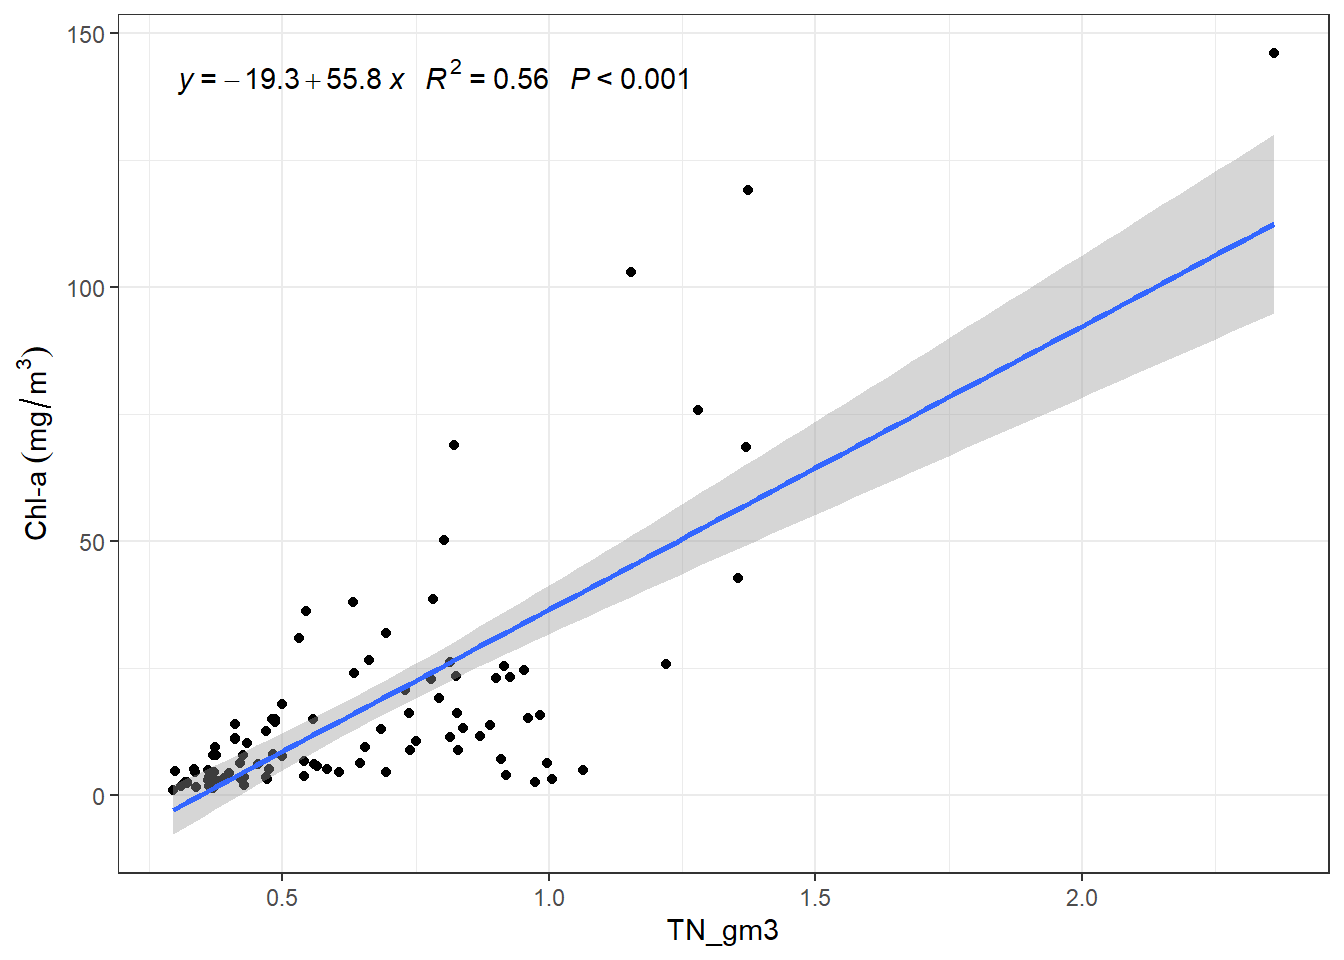 150
y = −19.3 + 55.8 x R² = 0.56 P < 0.001
100
50
0
Chl-a (mg/m³)
0.5 1.0 1.5 2.0
TN_gm3